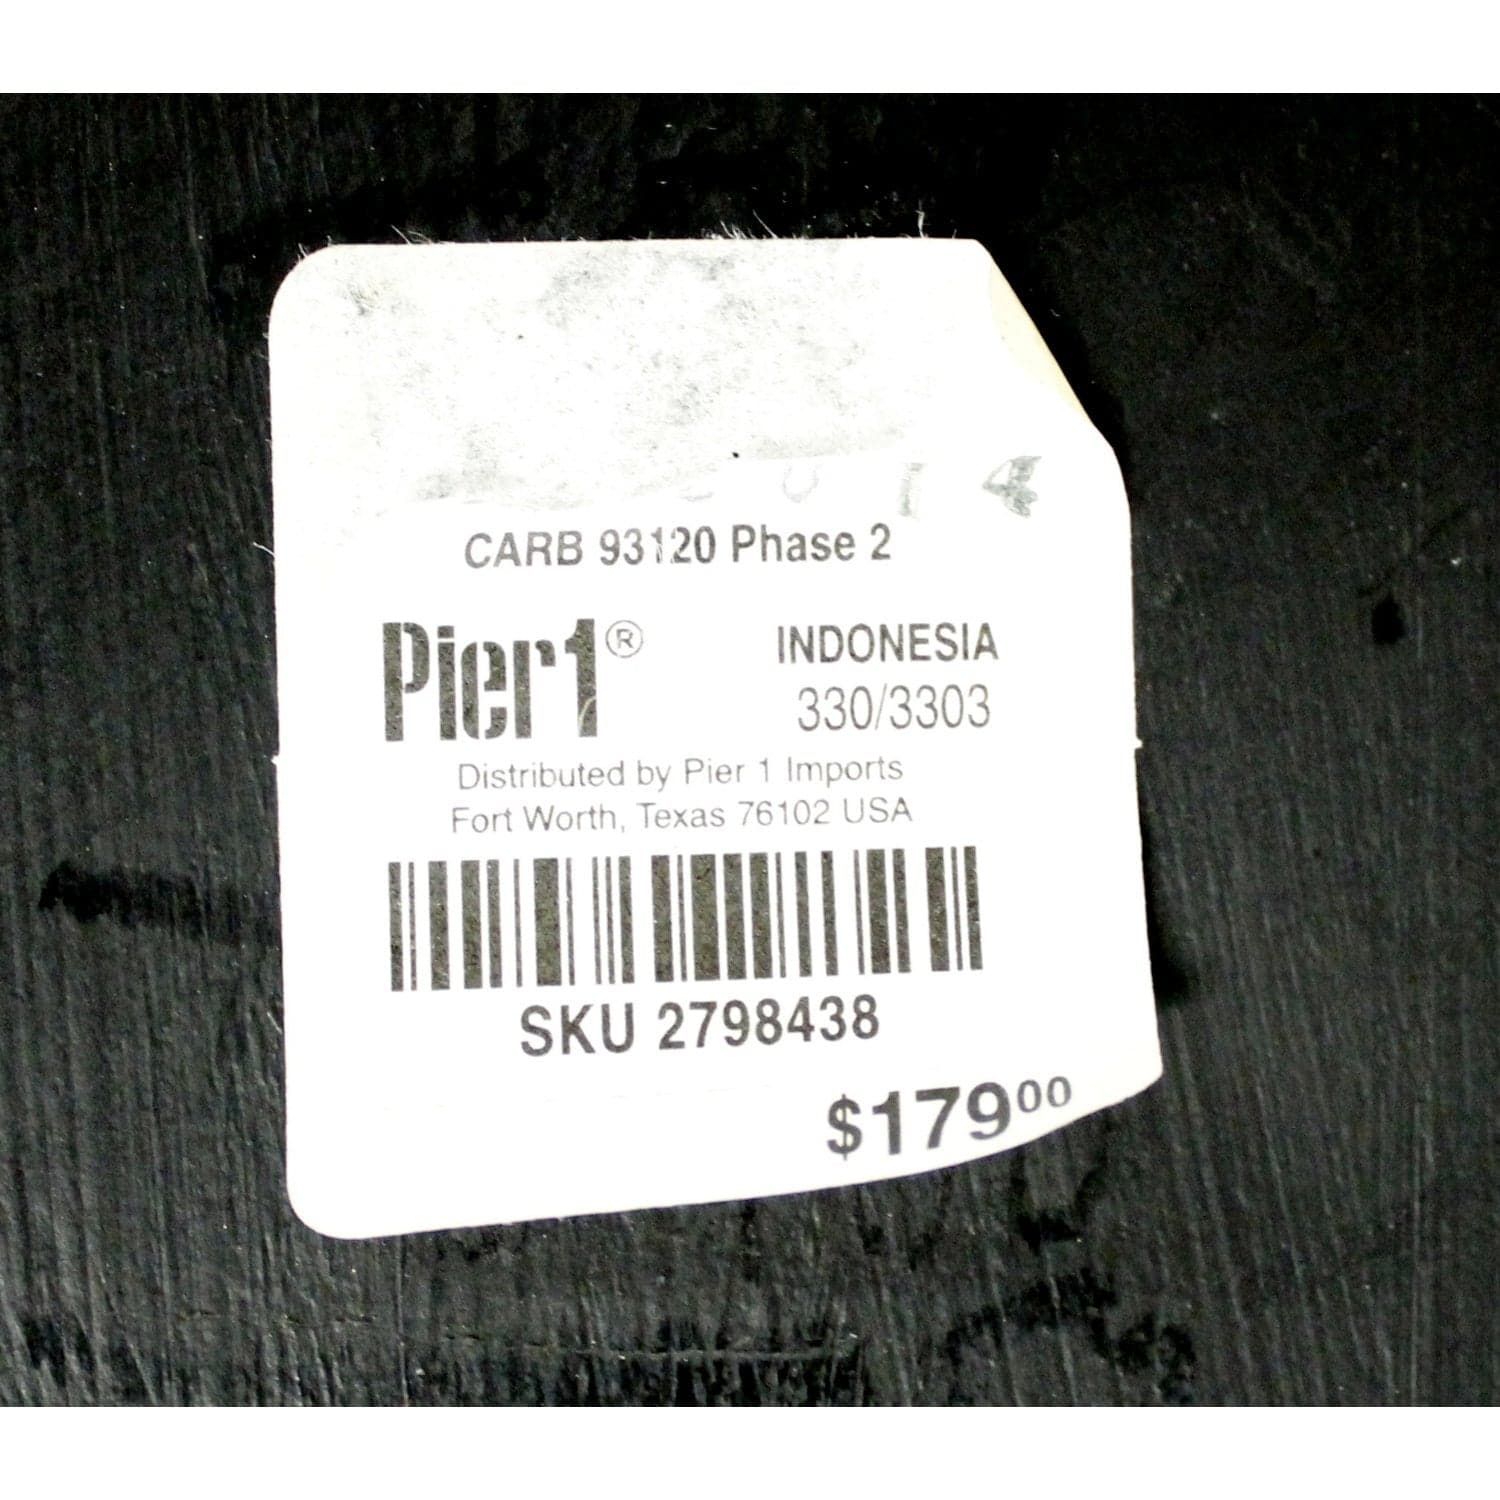 CARB 93120 Phase 2
Pier1®
INDONESIA
330/3303
Distributed by Pier 1 Imports
Fort Worth, Texas 76102 USA
SKU 2798438
$179⁰⁰